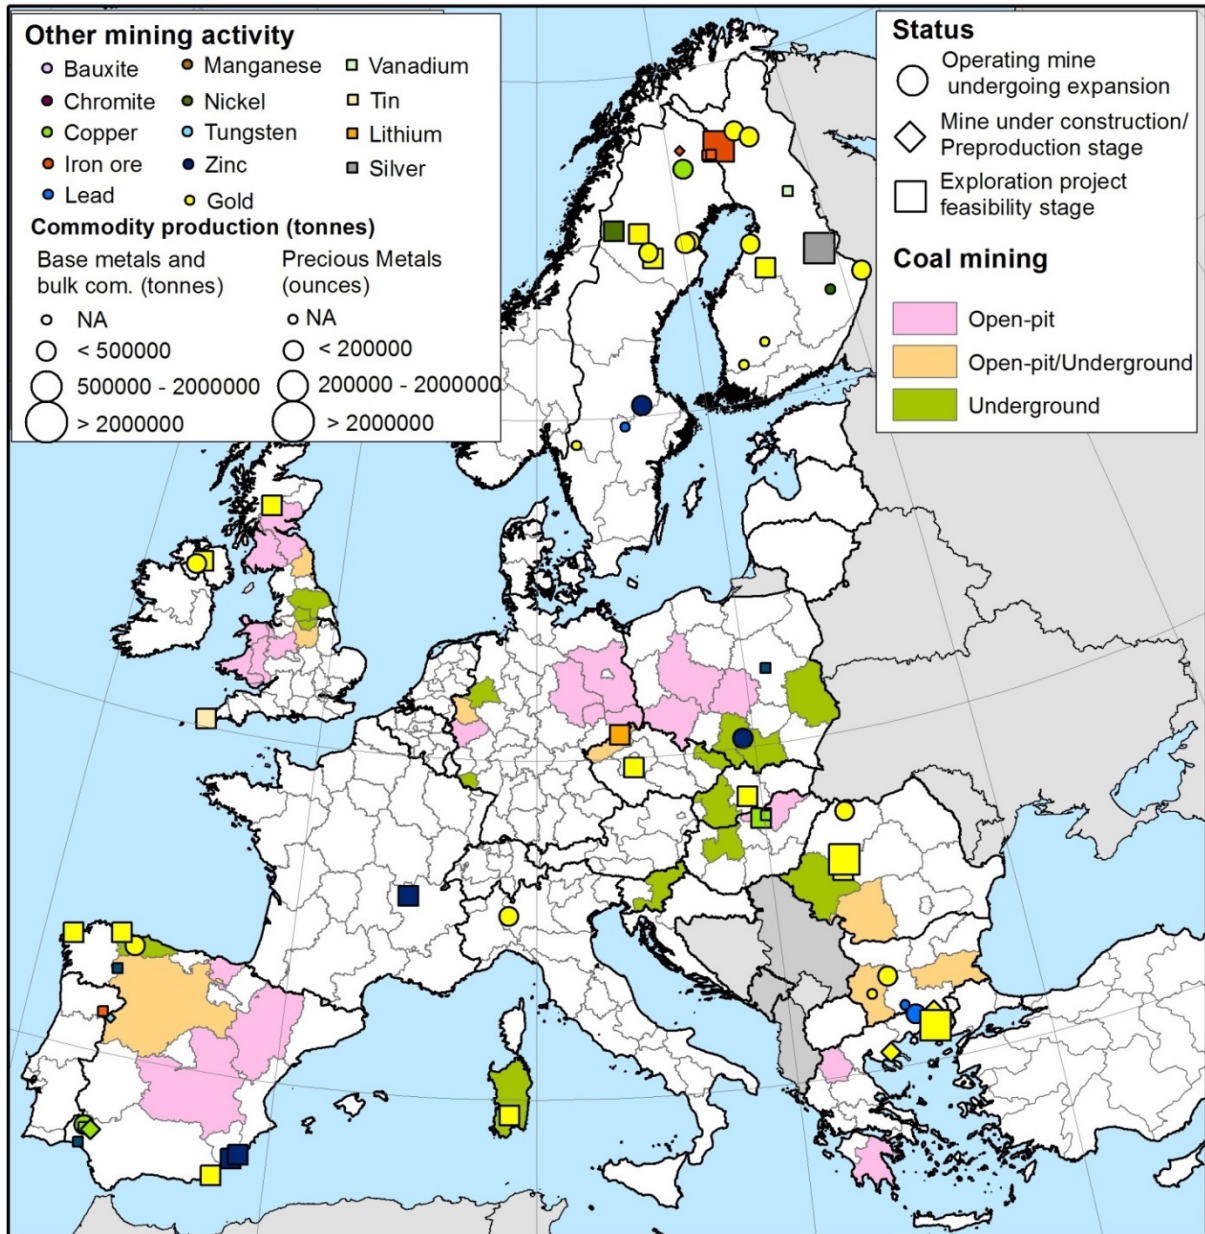 Other mining activity
Bauxite
Manganese
Vanadium
Chromite
Nickel
Tin
Copper
Tungsten
Lithium
Iron ore
Zinc
Silver
Lead
Gold
Commodity production (tonnes)
Base metals and
bulk com. (tonnes)
Precious Metals
(ounces)
NA
NA
< 500000
< 200000
500000 - 2000000
200000 - 2000000
> 2000000
> 2000000
Status
Operating mine
undergoing expansion
Mine under construction/
Preproduction stage
Exploration project
feasibility stage
Coal mining
Open-pit
Open-pit/Underground
Underground